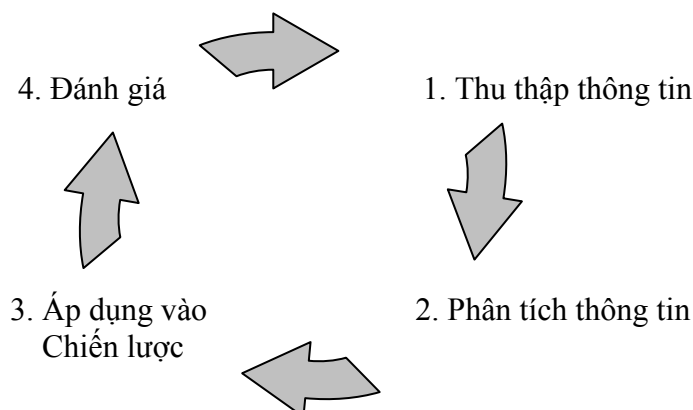 4. Đánh giá
1. Thu thập thông tin
3. Áp dụng vào
Chiến lược
2. Phân tích thông tin